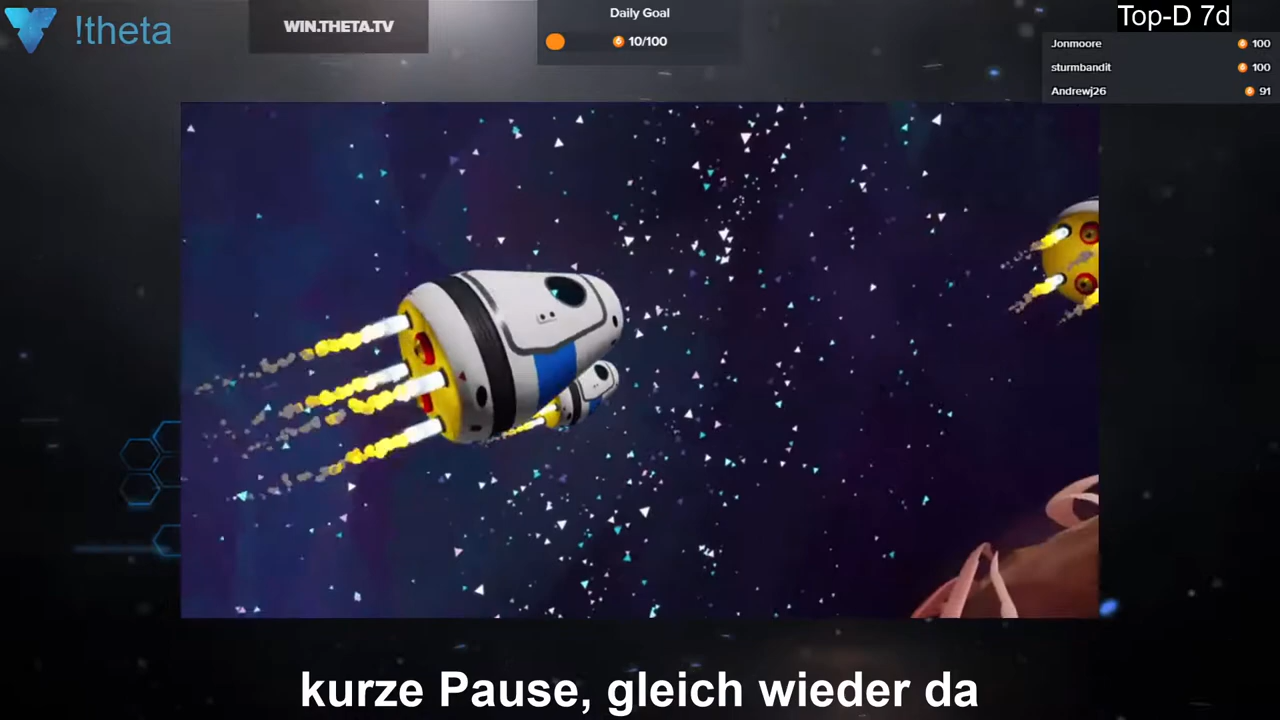 !theta
WIN.THETA.TV
Daily Goal
10/100
Top-D 7d
Jonmoore 100
sturmbandit 100
Andrewj26 91
kurze Pause, gleich wieder da